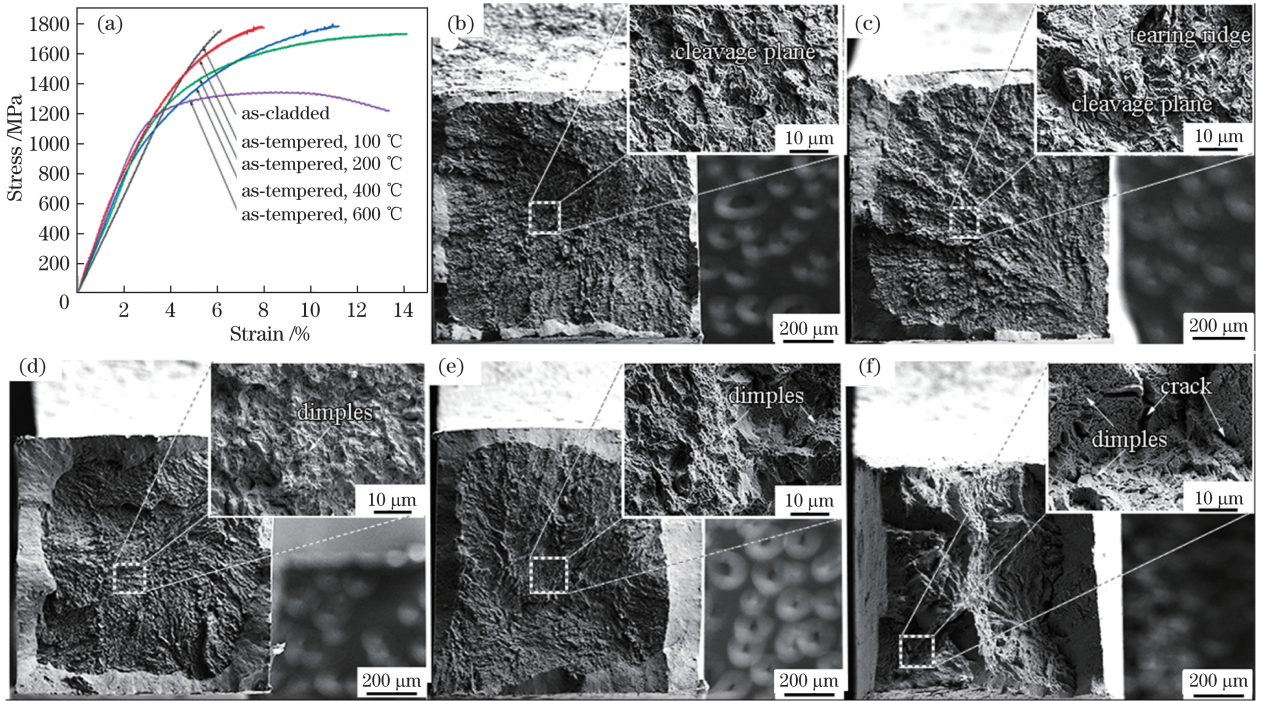 (a)
1800
1600
1400
1200
1000
800
600
400
200
0
2
4
6
8
10
12
14
Stress /MPa
Strain /%
as-cladded
as-tempered, 100 ℃
as-tempered, 200 ℃
as-tempered, 400 ℃
as-tempered, 600 ℃
(b)
cleavage plane
10 μm
200 μm
(c)
tearing ridge
cleavage plane
10 μm
200 μm
(d)
dimples
10 μm
200 μm
(e)
dimples
10 μm
200 μm
(f)
crack
dimples
10 μm
200 μm